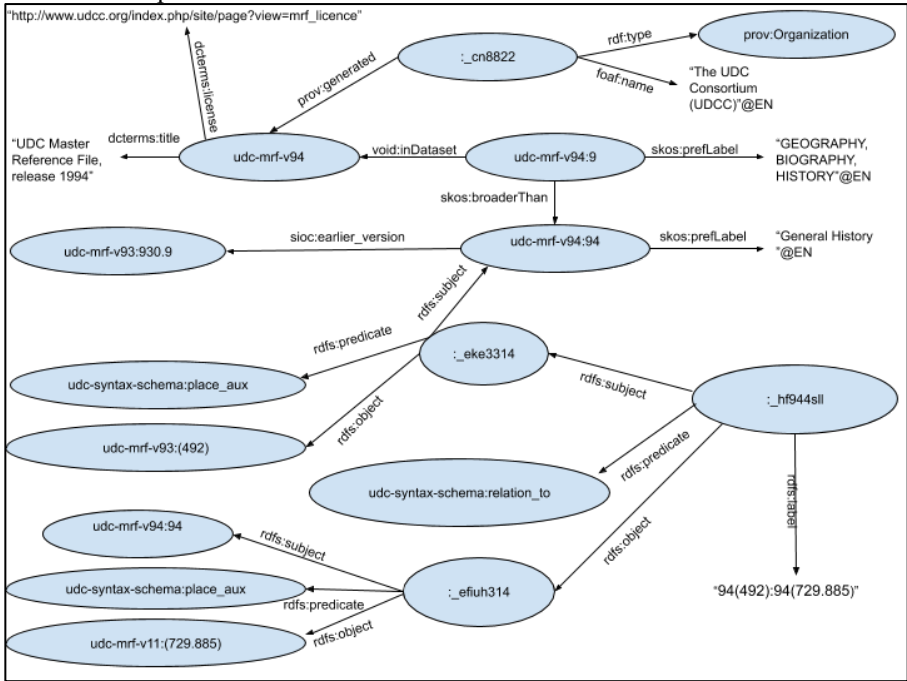 “http://www.udcc.org/index.php/site/page?view=mrf_licence”
dcterms:license
prov:generated
:_cn8822
rdf:type
prov:Organization
foaf:name
“The UDC
Consortium
(UDCC)”@EN
“UDC Master
Reference File,
release 1994”
dcterms:title
udc-mrf-v94
void:inDataset
udc-mrf-v94:9
skos:prefLabel
“GEOGRAPHY,
BIOGRAPHY,
HISTORY”@EN
skos:broaderThan
udc-mrf-v93:930.9
sioc:earlier_version
udc-mrf-v94:94
skos:prefLabel
“General History
”@EN
rdfs:subject
rdfs:predicate
:_eke3314
udc-syntax-schema:place_aux
rdfs:object
rdfs:subject
:_hf944sll
udc-mrf-v93:(492)
rdfs:predicate
udc-syntax-schema:relation_to
rdfs:label
udc-mrf-v94:94
rdfs:subject
rdfs:object
udc-syntax-schema:place_aux
rdfs:predicate
:_efiuh314
“94(492):94(729.885)”
rdfs:object
udc-mrf-v11:(729.885)